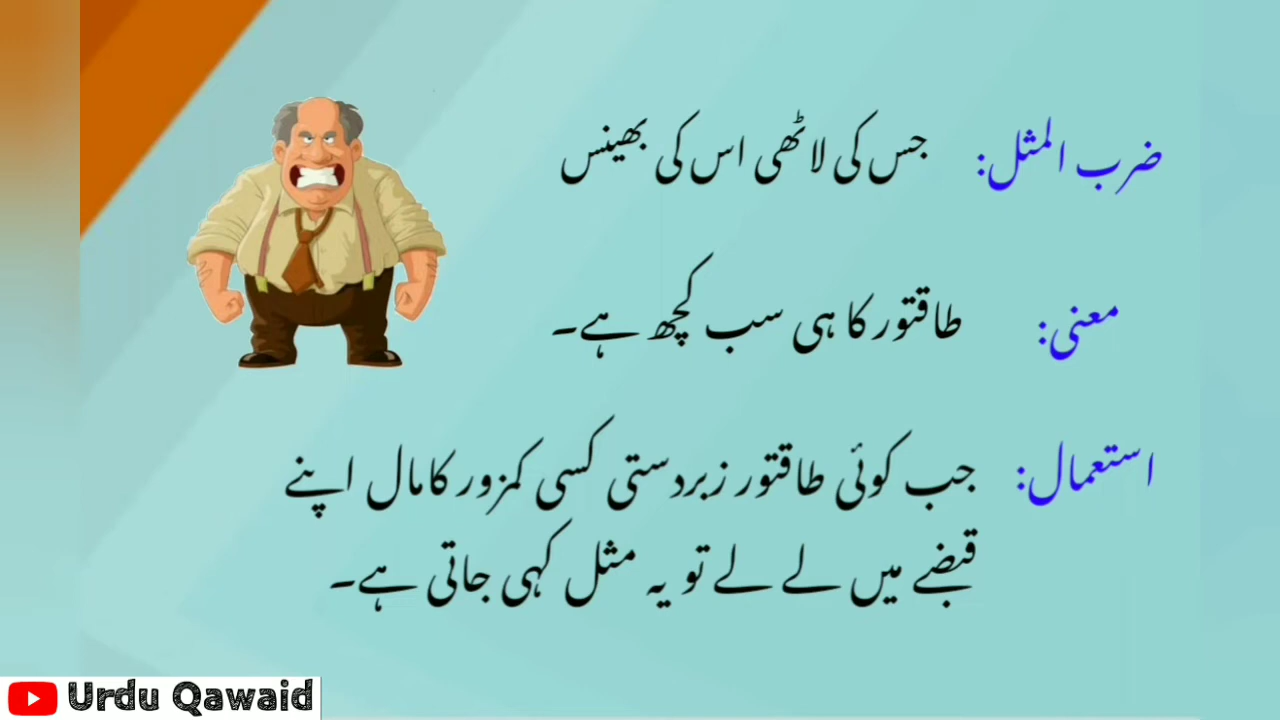 ضرب المثل: جس کی لاٹھی اس کی بھینس
معنی: طاقتور کا ہی سب کچھ ہے۔
استعمال: جب کوئی طاقتور زبردستی کسی کمزور کا مال اپنے
قبضے میں لے لے تو یہ مثل کہی جاتی ہے۔
Urdu Qawaid